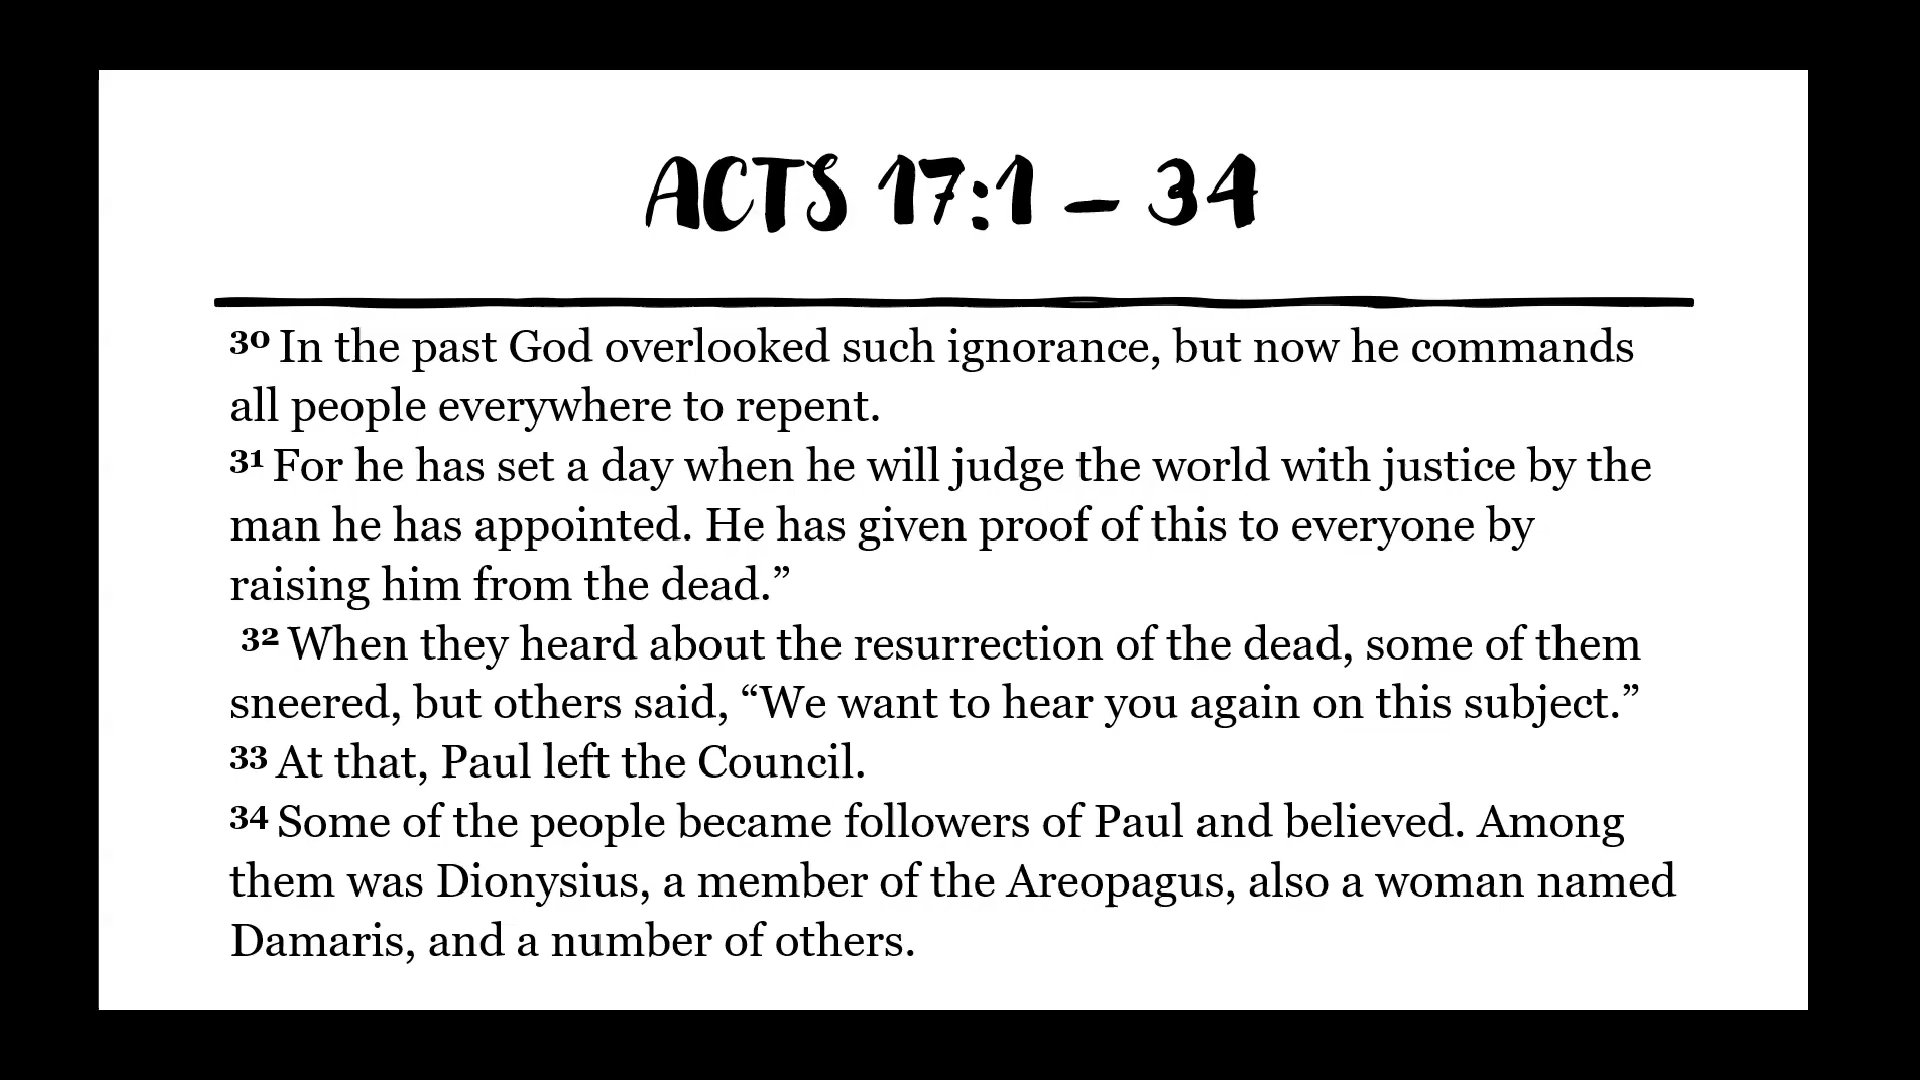 ACTS 17:1 – 34
30 In the past God overlooked such ignorance, but now he commands
all people everywhere to repent.
31 For he has set a day when he will judge the world with justice by the
man he has appointed. He has given proof of this to everyone by
raising him from the dead.”
32 When they heard about the resurrection of the dead, some of them
sneered, but others said, “We want to hear you again on this subject.”
33 At that, Paul left the Council.
34 Some of the people became followers of Paul and believed. Among
them was Dionysius, a member of the Areopagus, also a woman named
Damaris, and a number of others.